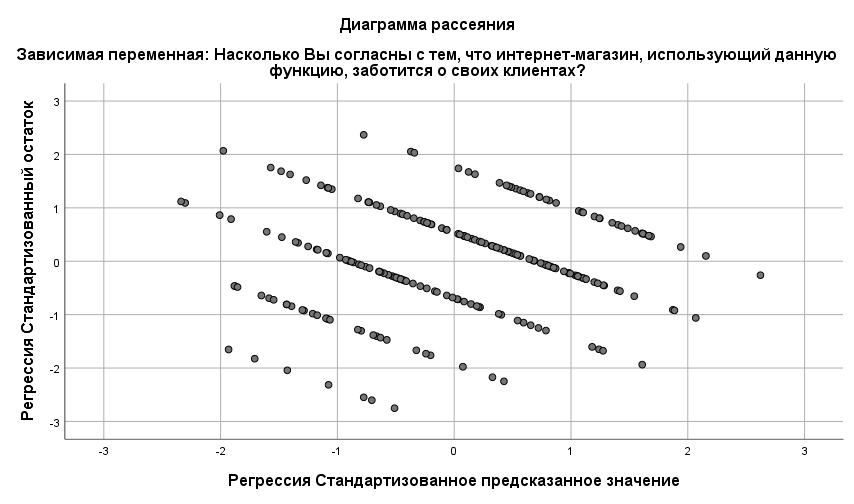 Диаграмма рассеяния
Зависимая переменная: Насколько Вы согласны с тем, что интернет-магазин, использующий данную
функцию, заботится о своих клиентах?
Регрессия Стандартизованный остаток
3
2
1
0
-1
-2
-3
-3
-2
-1
0
1
2
3
Регрессия Стандартизованное предсказанное значение